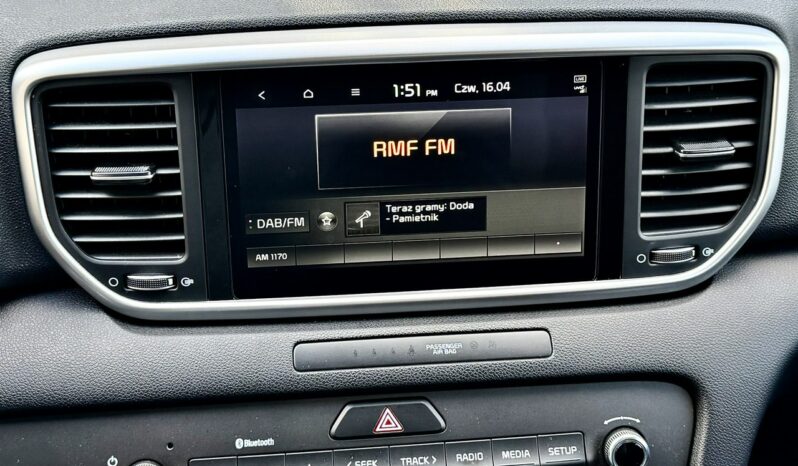 LIVE
1:51 PM Czw, 16.04
RMF FM
Teraz gramy: Doda
- Pamietnik
DAB/FM
AM 1170
PASSENGER
AIR BAG
Bluetooth
SEEK TRACK RADIO MEDIA SETUP